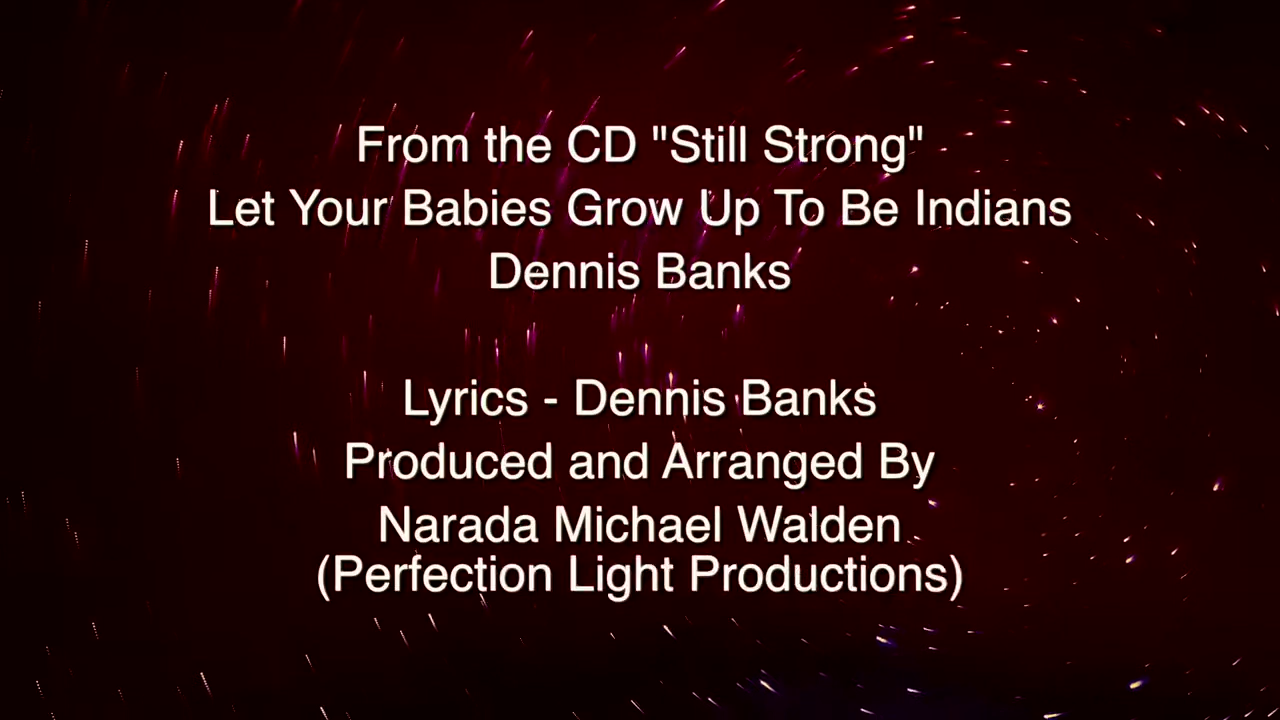 From the CD "Still Strong"
Let Your Babies Grow Up To Be Indians
Dennis Banks
Lyrics - Dennis Banks
Produced and Arranged By
Narada Michael Walden
(Perfection Light Productions)